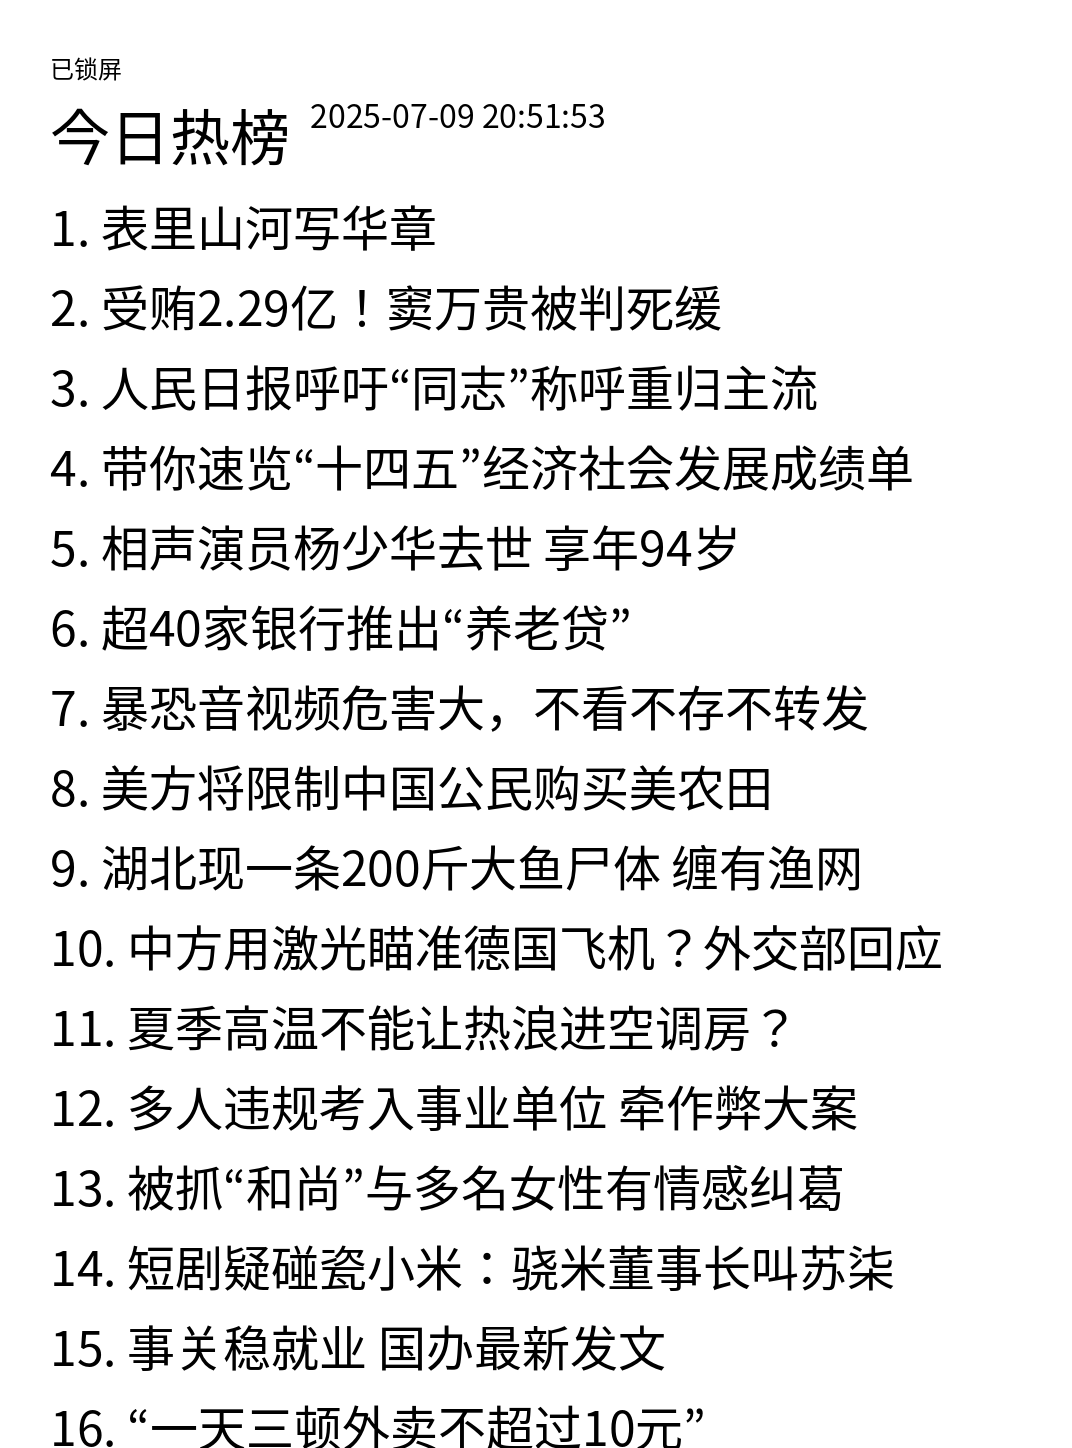 已锁屏
今日热榜 2025-07-09 20:51:53
1. 表里山河写华章
2. 受贿2.29亿！窦万贵被判死缓
3. 人民日报呼吁“同志”称呼重归主流
4. 带你速览“十四五”经济社会发展成绩单
5. 相声演员杨少华去世 享年94岁
6. 超40家银行推出“养老贷”
7. 暴恐音视频危害大，不看不存不转发
8. 美方将限制中国公民购买美农田
9. 湖北现一条200斤大鱼尸体 缠有渔网
10. 中方用激光瞄准德国飞机？外交部回应
11. 夏季高温不能让热浪进空调房？
12. 多人违规考入事业单位 牵作弊大案
13. 被抓“和尚”与多名女性有情感纠葛
14. 短剧疑碰瓷小米：骁米董事长叫苏柒
15. 事关稳就业 国办最新发文
16. “一天三顿外卖不超过10元”